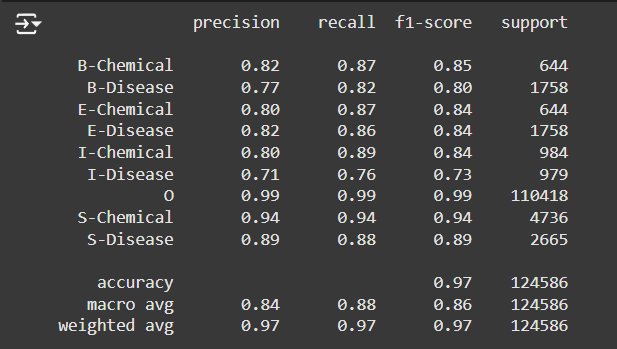 precision recall f1-score support
B-Chemical 0.82 0.87 0.85 644
B-Disease 0.77 0.82 0.80 1758
E-Chemical 0.80 0.87 0.84 644
E-Disease 0.82 0.86 0.84 1758
I-Chemical 0.80 0.89 0.84 984
I-Disease 0.71 0.76 0.73 979
O 0.99 0.99 0.99 110418
S-Chemical 0.94 0.94 0.94 4736
S-Disease 0.89 0.88 0.89 2665
accuracy 0.97 124586
macro avg 0.84 0.88 0.86 124586
weighted avg 0.97 0.97 0.97 124586